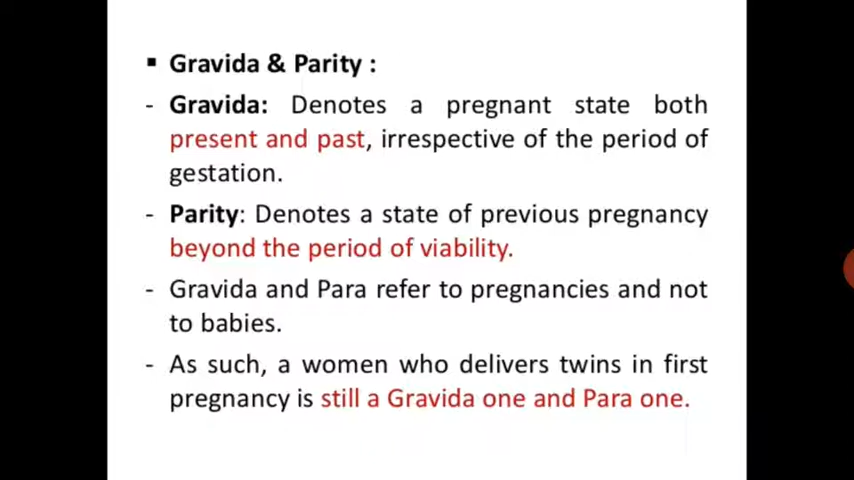 ▪ Gravida & Parity :
- Gravida: Denotes a pregnant state both
present and past, irrespective of the period of
gestation.
- Parity: Denotes a state of previous pregnancy
beyond the period of viability.
- Gravida and Para refer to pregnancies and not
to babies.
- As such, a women who delivers twins in first
pregnancy is still a Gravida one and Para one.